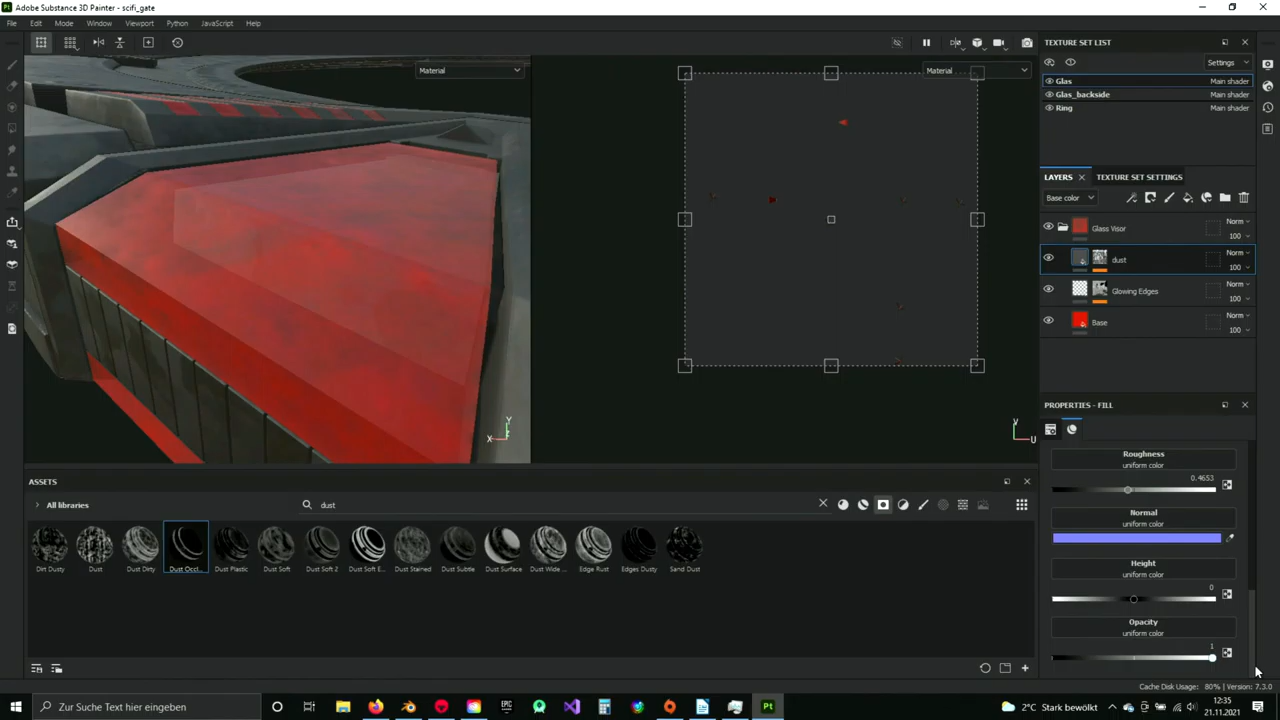 Pt Adobe Substance 3D Painter - scifi_gate
File Edit Mode Window Viewport Python JavaScript Help
Material
Material
TEXTURE SET LIST
Settings
Glas Main shader
Glas_backside Main shader
Ring Main shader
LAYERS TEXTURE SET SETTINGS
Base color
Glass Visor Norm 100
dust Norm 100
Glowing Edges Norm 100
Base Norm 100
PROPERTIES - FILL
Roughness
uniform color
0.4653
Normal
uniform color
Height
uniform color
0
Opacity
uniform color
1
Y
X
V
U
ASSETS
All libraries
dust
Dirt Dusty Dust Dust Dirty Dust Occl... Dust Plastic Dust Soft Dust Soft 2 Dust Soft E... Dust Stained Dust Subtle Dust Surface Dust Wide ... Edge Rust Edges Dusty Sand Dust
Cache Disk Usage: 80% | Version: 7.3.0
Zur Suche Text hier eingeben
EPIC
Pt
2°C Stark bewölkt
12:35
21.11.2021